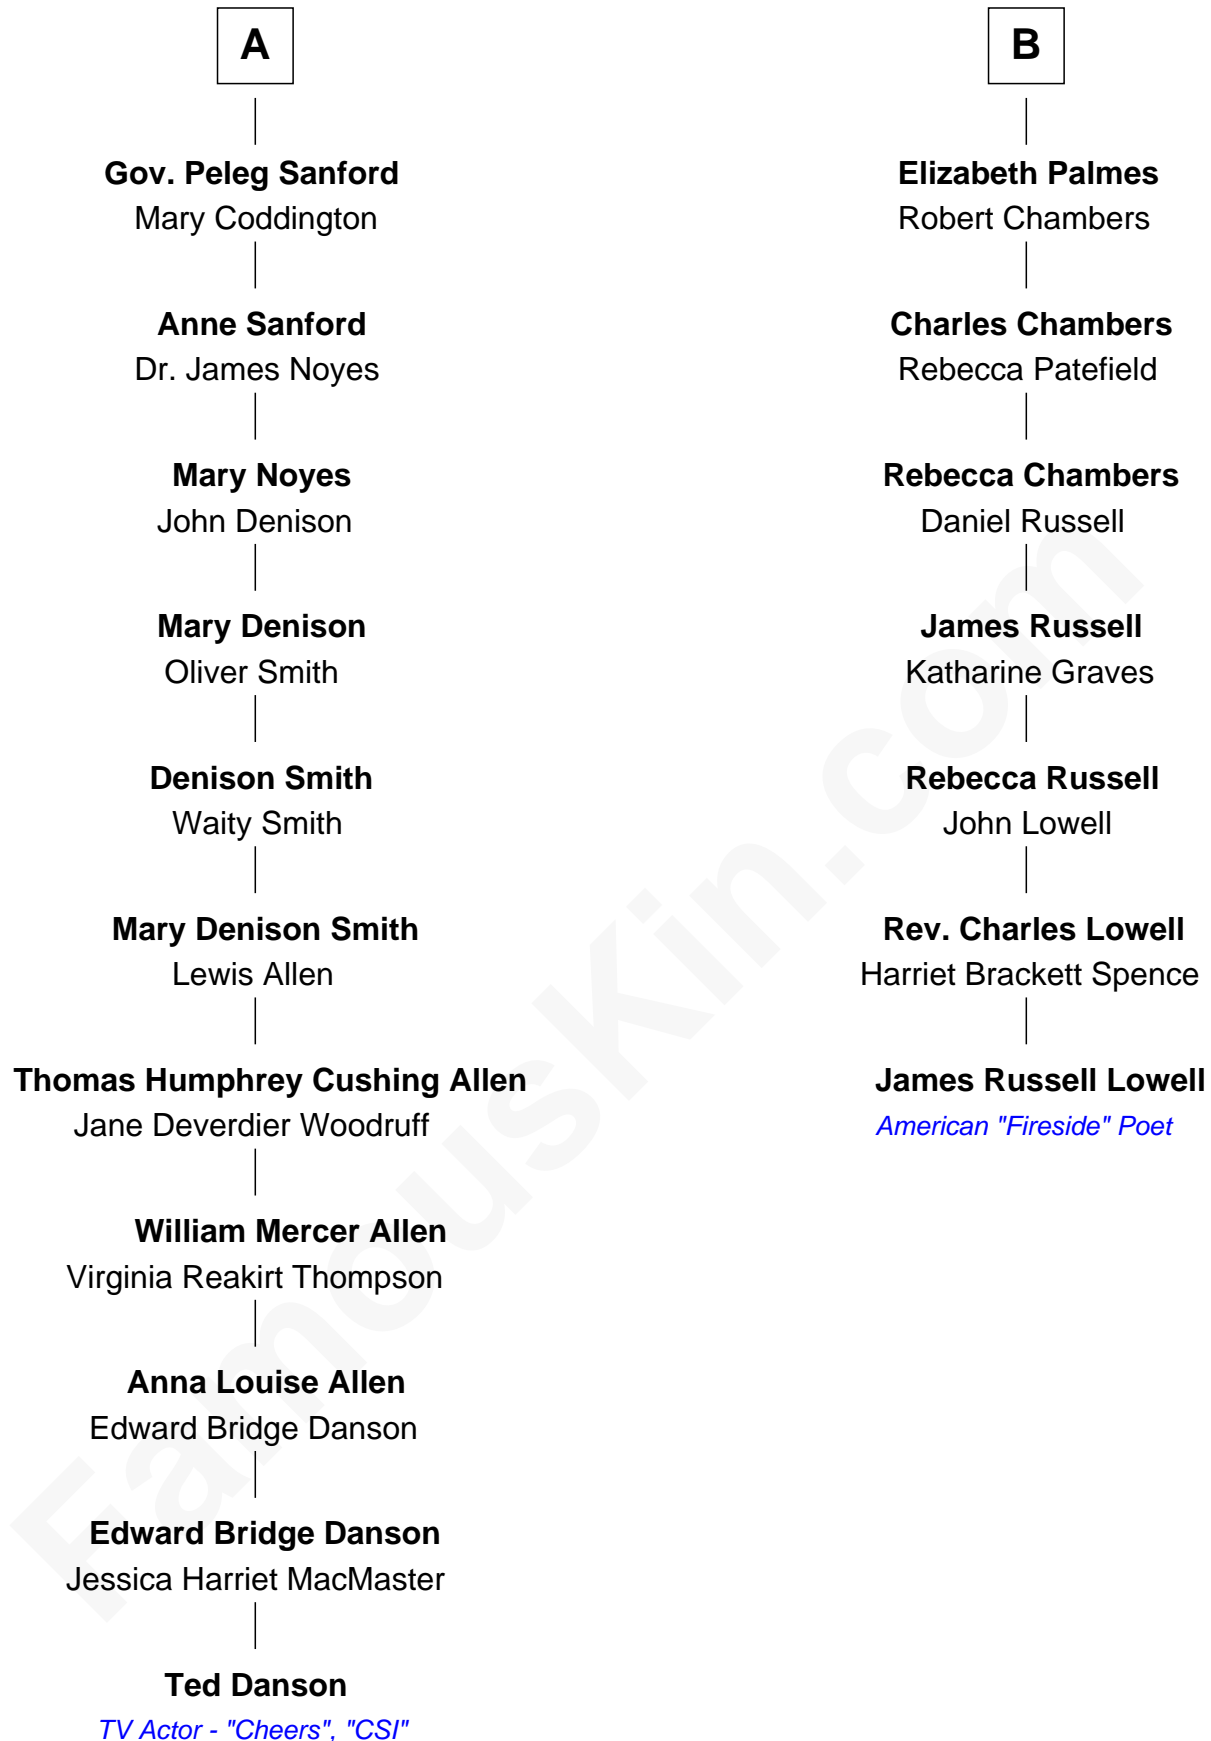 A
Gov. Peleg Sanford
Mary Coddington
Anne Sanford
Dr. James Noyes
Mary Noyes
John Denison
Mary Denison
Oliver Smith
Denison Smith
Waity Smith
Mary Denison Smith
Lewis Allen
Thomas Humphrey Cushing Allen
Jane Deverdier Woodruff
William Mercer Allen
Virginia Reakirt Thompson
Anna Louise Allen
Edward Bridge Danson
Edward Bridge Danson
Jessica Harriet MacMaster
Ted Danson
TV Actor - "Cheers", "CSI"
B
Elizabeth Palmes
Robert Chambers
Charles Chambers
Rebecca Patefield
Rebecca Chambers
Daniel Russell
James Russell
Katharine Graves
Rebecca Russell
John Lowell
Rev. Charles Lowell
Harriet Brackett Spence
James Russell Lowell
American "Fireside" Poet
FamousKin.com